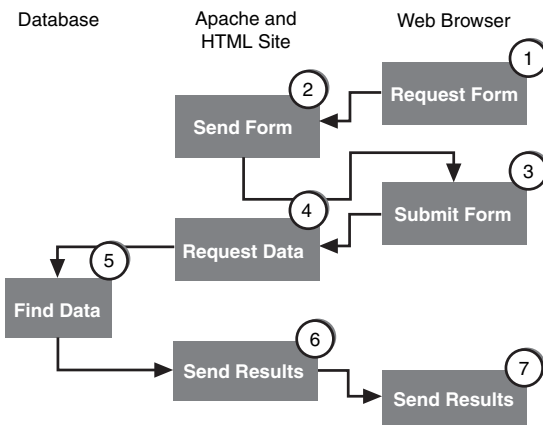 Database
Apache and
HTML Site
Web Browser
1
Request Form
2
Send Form
3
Submit Form
4
Request Data
5
Find Data
6
Send Results
7
Send Results